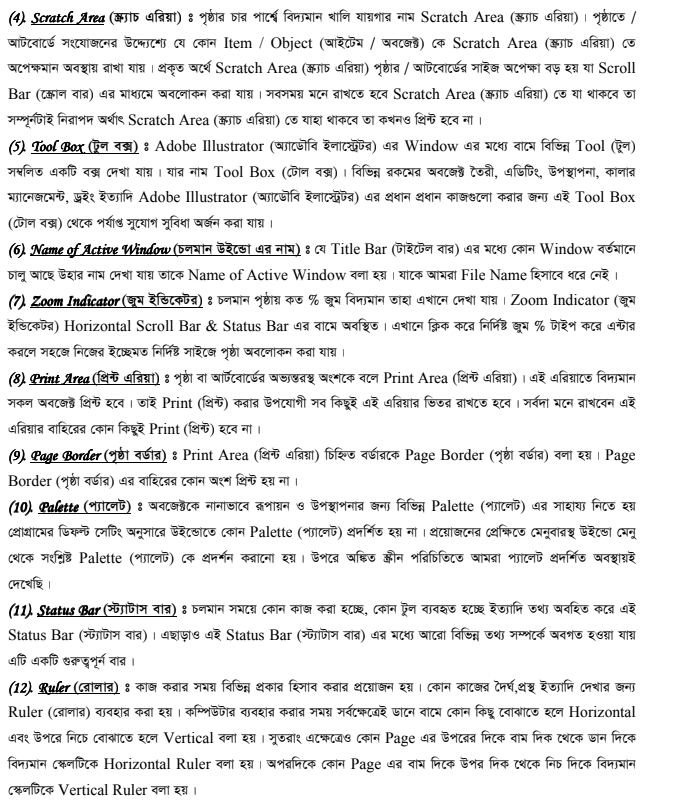 (4). Scratch Area (স্ক্র্যাচ এরিয়া) ঃ পৃষ্ঠার চার পার্শ্বে বিদ্যমান খালি যায়গার নাম Scratch Area (স্ক্র্যাচ এরিয়া) । পৃষ্ঠাতে /
আটবোর্ডে সংযোজনের উদ্দ্যেশ্যে যে কোন Item / Object (আইটেম / অবজেক্ট) কে Scratch Area (স্ক্র্যাচ এরিয়া) তে
অপেক্ষমান অবস্থায় রাখা যায় । প্রকৃত অর্থে Scratch Area (স্ক্র্যাচ এরিয়া) পৃষ্ঠার / আটবোর্ডের সাইজ অপেক্ষা বড় হয় যা Scroll
Bar (স্ক্রোল বার) এর মাধ্যমে অবলোকন করা যায় । সবসময় মনে রাখতে হবে Scratch Area (স্ক্র্যাচ এরিয়া) তে যা থাকবে তা
সম্পূর্নটাই নিরাপদ অর্থাৎ Scratch Area (স্ক্র্যাচ এরিয়া) তে যাহা থাকবে তা কখনও প্রিন্ট হবে না ।
(5). Tool Box (টুল বক্স) ঃ Adobe Illustrator (অ্যাডৌবি ইলাস্ট্রেটর) এর Window এর মধ্যে বামে বিভিন্ন Tool (টুল)
সম্বলিত একটি বক্স দেখা যায় । যার নাম Tool Box (টোল বক্স) । বিভিন্ন রকমের অবজেক্ট তৈরী, এডিটিং, উপস্থাপনা, কালার
ম্যানেজমেন্ট, ড্রইং ইত্যাদি Adobe Illustrator (অ্যাডৌবি ইলাস্ট্রেটর) এর প্রধান প্রধান কাজগুলো করার জন্য এই Tool Box
(টোল বক্স) থেকে পর্যাপ্ত সুযোগ সুবিধা অর্জন করা যায় ।
(6). Name of Active Window (চলমান উইন্ডো এর নাম) ঃ যে Title Bar (টাইটেল বার) এর মধ্যে কোন Window বর্তমানে
চালু আছে উহার নাম দেখা যায় তাকে Name of Active Window বলা হয় । যাকে আমরা File Name হিসাবে ধরে নেই ।
(7). Zoom Indicator (জুম ইন্ডিকেটর) ঃ চলমান পৃষ্ঠায় কত % জুম বিদ্যমান তাহা এখানে দেখা যায় । Zoom Indicator (জুম
ইন্ডিকেটর) Horizontal Scroll Bar & Status Bar এর বামে অবস্থিত । এখানে ক্লিক করে নির্দিষ্ট জুম % টাইপ করে এন্টার
করলে সহজে নিজের ইচ্ছেমত নির্দিষ্ট সাইজে পৃষ্ঠা অবলোকন করা যায় ।
(8). Print Area (প্রিন্ট এরিয়া) ঃ পৃষ্ঠা বা আর্টবোর্ডের অভ্যন্তরস্থ অংশকে বলে Print Area (প্রিন্ট এরিয়া) । এই এরিয়াতে বিদ্যমান
সকল অবজেক্ট প্রিন্ট হবে । তাই Print (প্রিন্ট) করার উপযোগী সব কিছুই এই এরিয়ার ভিতর রাখতে হবে । সর্বদা মনে রাখবেন এই
এরিয়ার বাহিরের কোন কিছুই Print (প্রিন্ট) হবে না ।
(9). Page Border (পৃষ্ঠা বর্ডার) ঃ Print Area (প্রিন্ট এরিয়া) চিহ্নিত বর্ডারকে Page Border (পৃষ্ঠা বর্ডার) বলা হয় । Page
Border (পৃষ্ঠা বর্ডার) এর বাহিরের কোন অংশ প্রিন্ট হয় না ।
(10). Palette (প্যালেট) ঃ অবজেক্টকে নানাভাবে রূপায়ন ও উপস্থাপনার জন্য বিভিন্ন Palette (প্যালেট) এর সাহায্য নিতে হয়
প্রোগ্রামের ডিফল্ট সেটিং অনুসারে উইন্ডোতে কোন Palette (প্যালেট) প্রদর্শিত হয় না । প্রয়োজনের প্রেক্ষিতে মেনুবারস্থ উইন্ডো মেনু
থেকে সংশ্লিষ্ট Palette (প্যালেট) কে প্রদর্শন করানো হয় । উপরে অঙ্কিত স্ক্রীন পরিচিতিতে আমরা প্যালেট প্রদর্শিত অবস্থায়ই
দেখেছি ।
(11). Status Bar (স্ট্যাটাস বার) ঃ চলমান সময়ে কোন কাজ করা হচ্ছে, কোন টুল ব্যবহৃত হচ্ছে ইত্যাদি তথ্য অবহিত করে এই
Status Bar (স্ট্যাটাস বার) । এছাড়াও এই Status Bar (স্ট্যাটাস বার) এর মধ্যে আরো বিভিন্ন তথ্য সম্পর্কে অবগত হওয়া যায়
এটি একটি গুরুত্বপূর্ন বার ।
(12). Ruler (রোলার) ঃ কাজ করার সময় বিভিন্ন প্রকার হিসাব করার প্রয়োজন হয় । কোন কাজের দৈর্ঘ,প্রস্থ ইত্যাদি দেখার জন্য
Ruler (রোলার) ব্যবহার করা হয় । কম্পিউটার ব্যবহার করার সময় সর্বক্ষেত্রেই ডানে বামে কোন কিছু বোঝাতে হলে Horizontal
এবং উপরে নিচে বোঝাতে হলে Vertical বলা হয় । সুতরাং এক্ষেত্রেও কোন Page এর উপরের দিকে বাম দিক থেকে ডান দিকে
বিদ্যমান স্কেলটিকে Horizontal Ruler বলা হয় । অপরদিকে কোন Page এর বাম দিকে উপর দিক থেকে নিচ দিকে বিদ্যমান
স্কেলটিকে Vertical Ruler বলা হয় ।